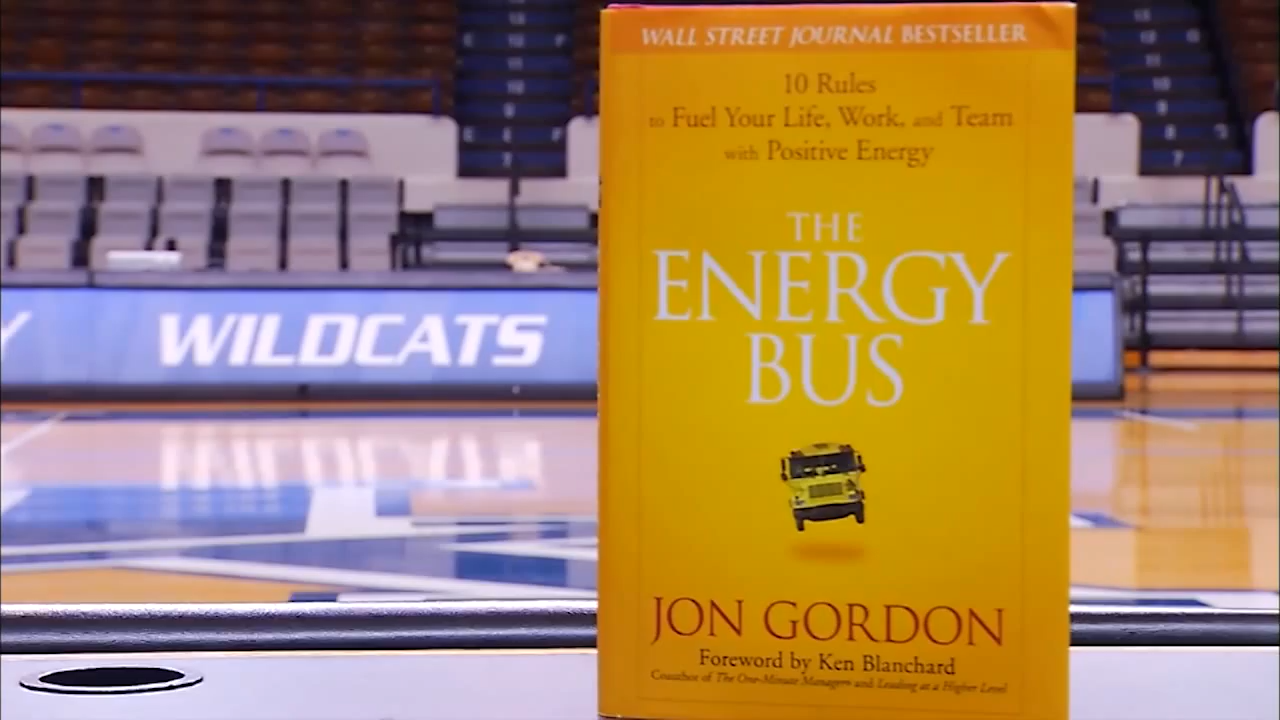 WALL STREET JOURNAL BESTSELLER
10 Rules
to Fuel Your Life, Work, and Team
with Positive Energy
THE
ENERGY
BUS
JON GORDON
Foreword by Ken Blanchard
Coauthor of The One-Minute Manager® and Leading at a Higher Level
Y WILDCATS